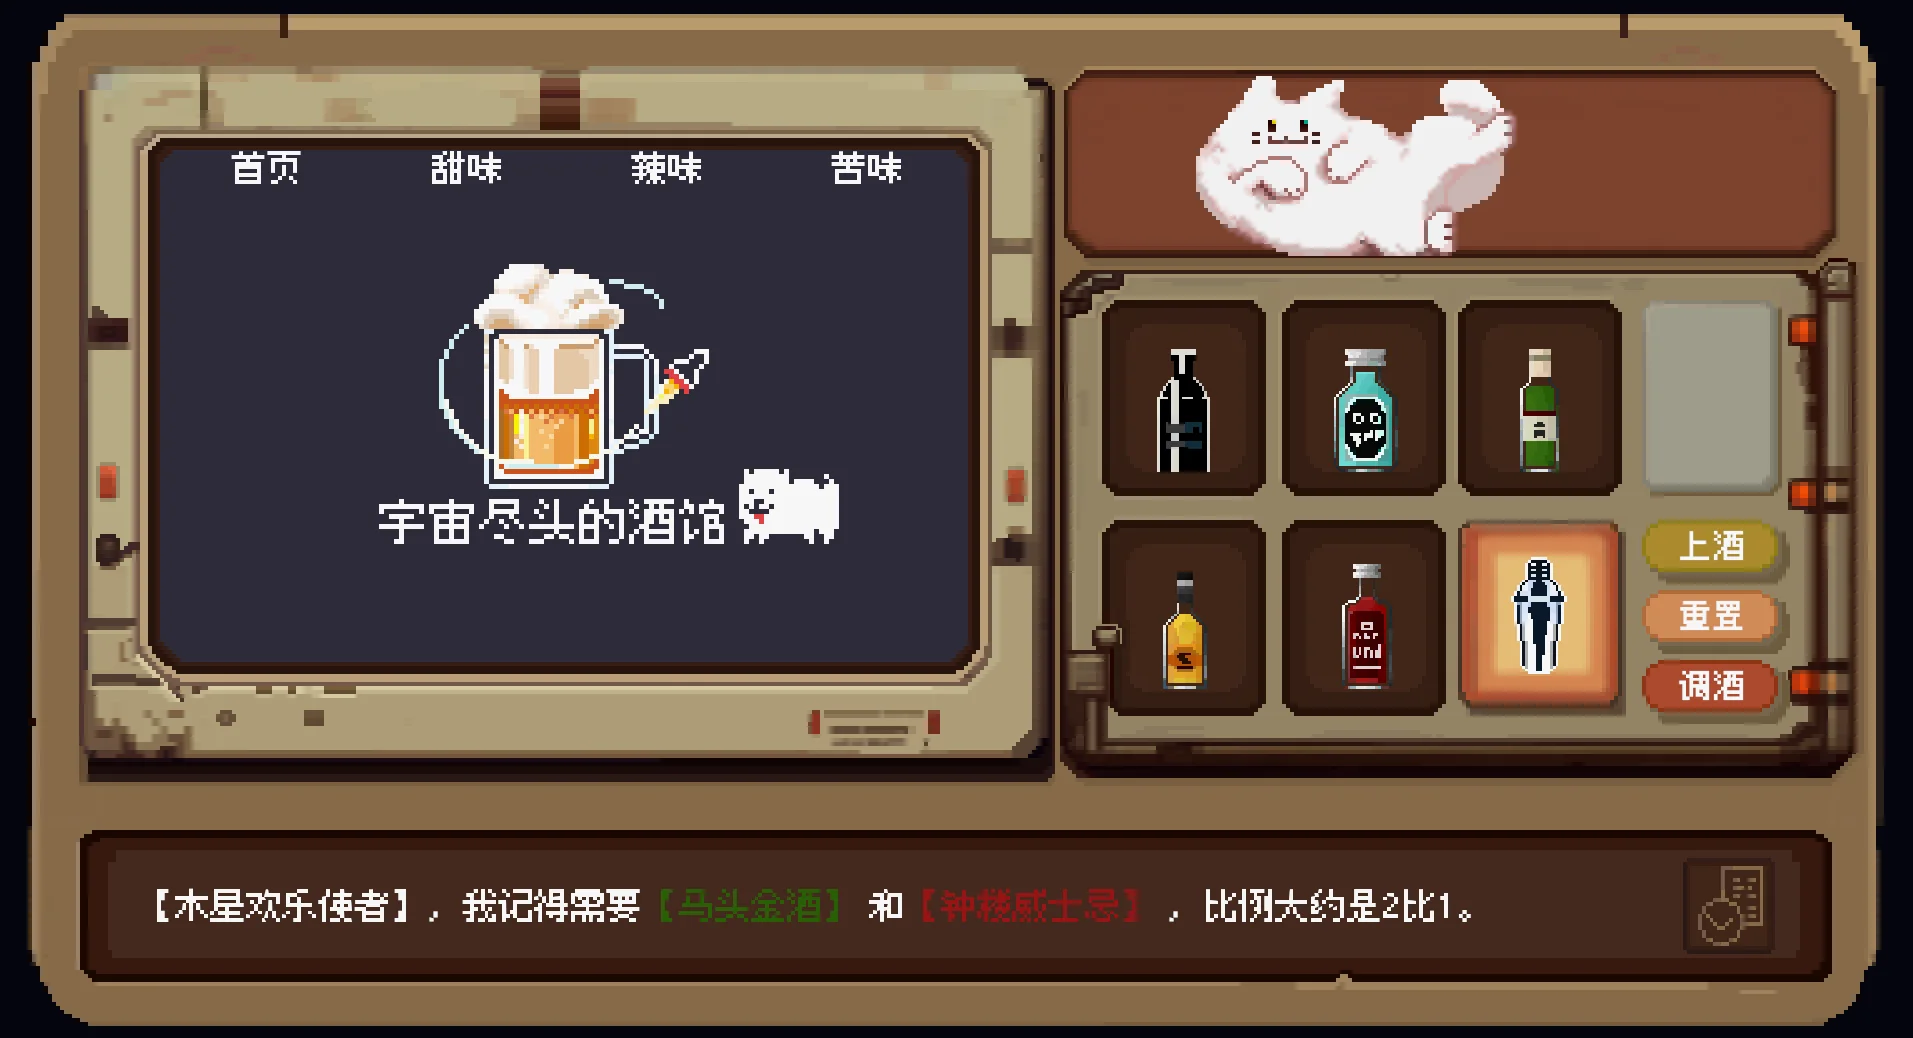 首页 甜味 辣味 苦味
宇宙尽头的酒馆
上酒
重置
调酒
【木星欢乐使者】，我记得需要【马头金酒】 和【钟楼威士忌】 ，比例大约是2比1。